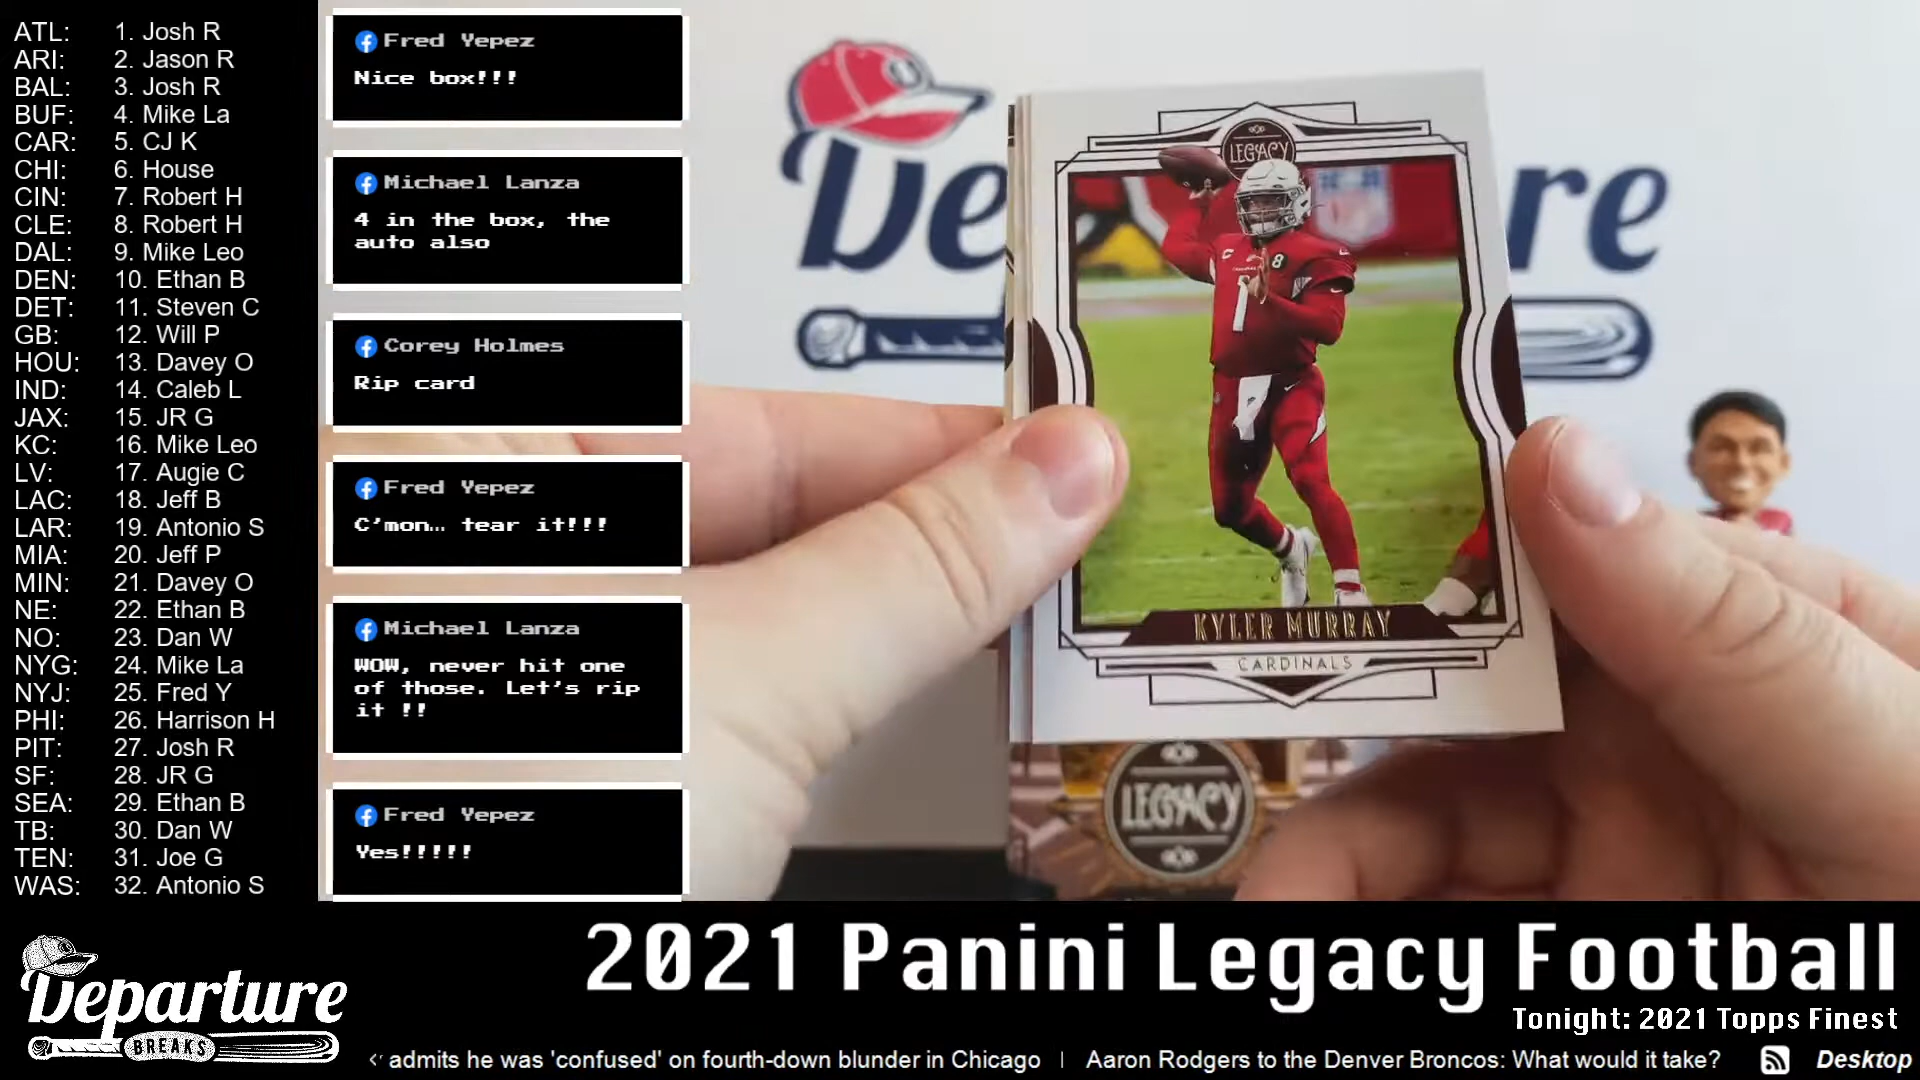 ATL: 1. Josh R
ARI: 2. Jason R
BAL: 3. Josh R
BUF: 4. Mike La
CAR: 5. CJ K
CHI: 6. House
CIN: 7. Robert H
CLE: 8. Robert H
DAL: 9. Mike Leo
DEN: 10. Ethan B
DET: 11. Steven C
GB: 12. Will P
HOU: 13. Davey O
IND: 14. Caleb L
JAX: 15. JR G
KC: 16. Mike Leo
LV: 17. Augie C
LAC: 18. Jeff B
LAR: 19. Antonio S
MIA: 20. Jeff P
MIN: 21. Davey O
NE: 22. Ethan B
NO: 23. Dan W
NYG: 24. Mike La
NYJ: 25. Fred Y
PHI: 26. Harrison H
PIT: 27. Josh R
SF: 28. JR G
SEA: 29. Ethan B
TB: 30. Dan W
TEN: 31. Joe G
WAS: 32. Antonio S
Fred Yepez
Nice box!!!
Michael Lanza
4 in the box, the
auto also
Corey Holmes
Rip card
Fred Yepez
C'mon... tear it!!!
Michael Lanza
WOW, never hit one
of those. Let's rip
it !!
Fred Yepez
Yes!!!!!
De re
LEGACY
8
1
KYLER MURRAY
CARDINALS
LEGACY
Departure
BREAKS
2021 Panini Legacy Football
Tonight: 2021 Topps Finest
admits he was 'confused' on fourth-down blunder in Chicago | Aaron Rodgers to the Denver Broncos: What would it take? Desktop